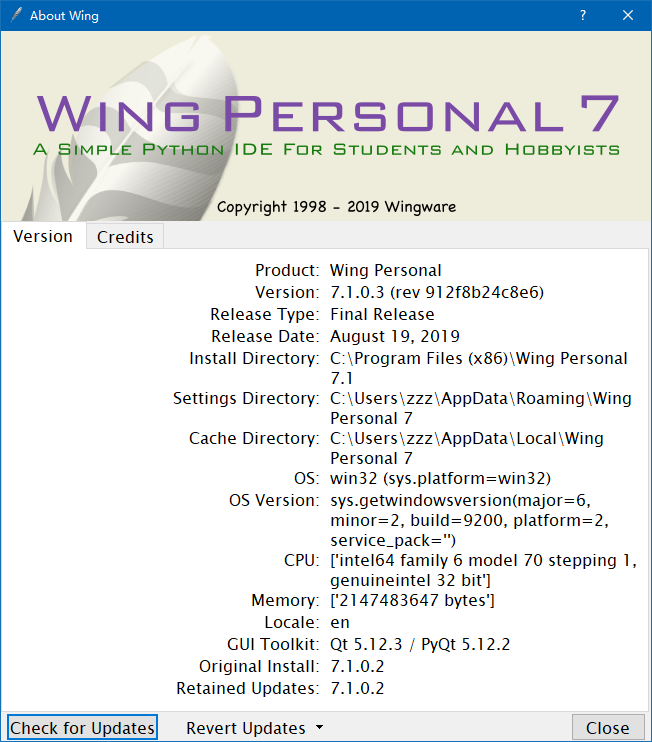 About Wing
?
WING PERSONAL 7
A SIMPLE PYTHON IDE FOR STUDENTS AND HOBBYISTS
Copyright 1998 - 2019 Wingware
Version Credits
Product: Wing Personal
Version: 7.1.0.3 (rev 912f8b24c8e6)
Release Type: Final Release
Release Date: August 19, 2019
Install Directory: C:\Program Files (x86)\Wing Personal
7.1
Settings Directory: C:\Users\zzz\AppData\Roaming\Wing
Personal 7
Cache Directory: C:\Users\zzz\AppData\Local\Wing
Personal 7
OS: win32 (sys.platform=win32)
OS Version: sys.getwindowsversion(major=6,
minor=2, build=9200, platform=2,
service_pack='')
CPU: ['intel64 family 6 model 70 stepping 1,
genuineintel 32 bit']
Memory: ['2147483647 bytes']
Locale: en
GUI Toolkit: Qt 5.12.3 / PyQt 5.12.2
Original Install: 7.1.0.2
Retained Updates: 7.1.0.2
Check for Updates Revert Updates Close